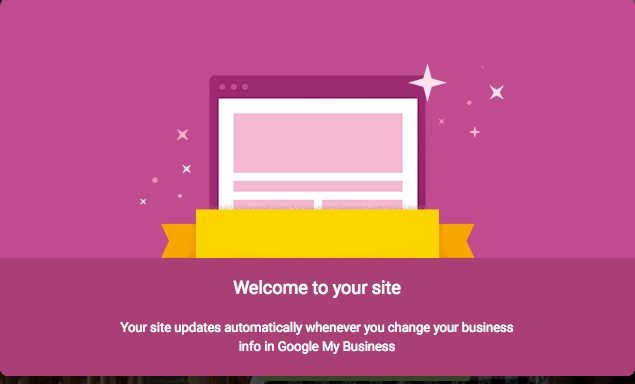 Welcome to your site
Your site updates automatically whenever you change your business
info in Google My Business